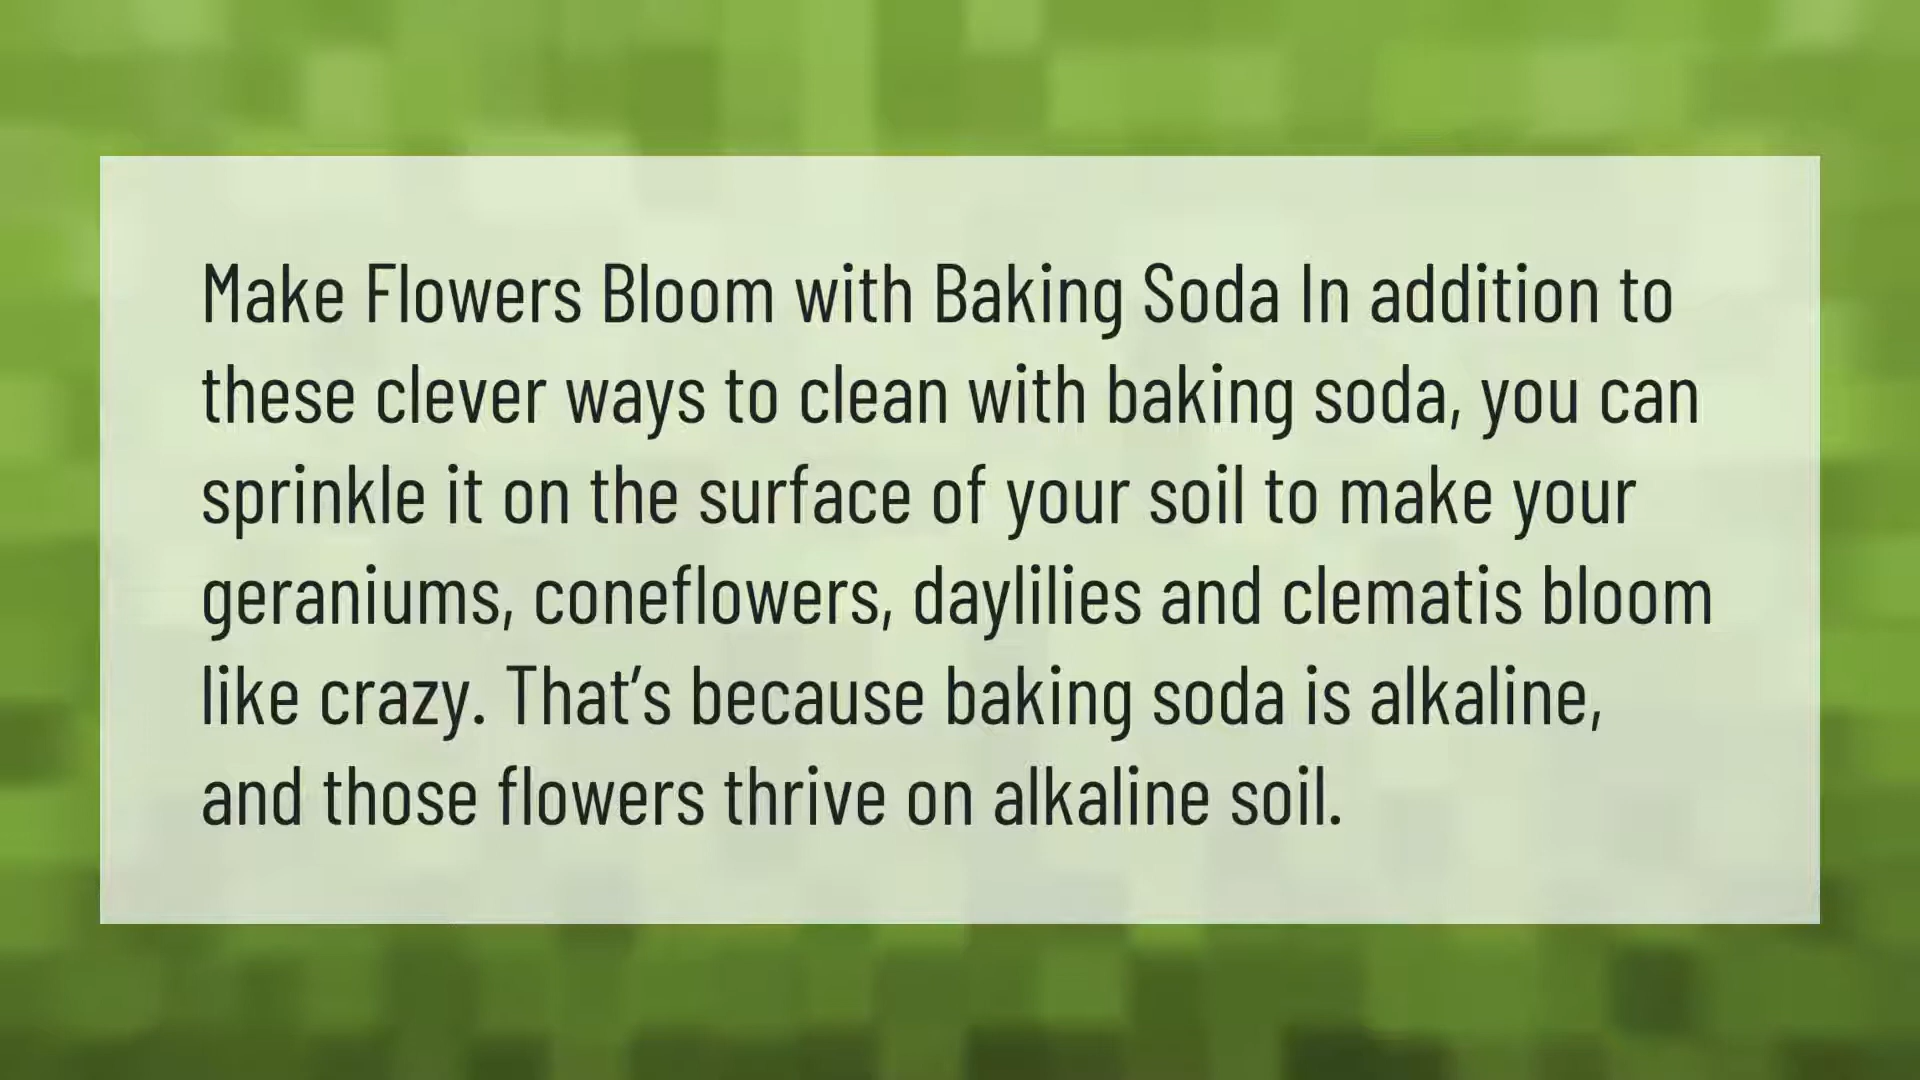 Make Flowers Bloom with Baking Soda In addition to
these clever ways to clean with baking soda, you can
sprinkle it on the surface of your soil to make your
geraniums, coneflowers, daylilies and clematis bloom
like crazy. That’s because baking soda is alkaline,
and those flowers thrive on alkaline soil.